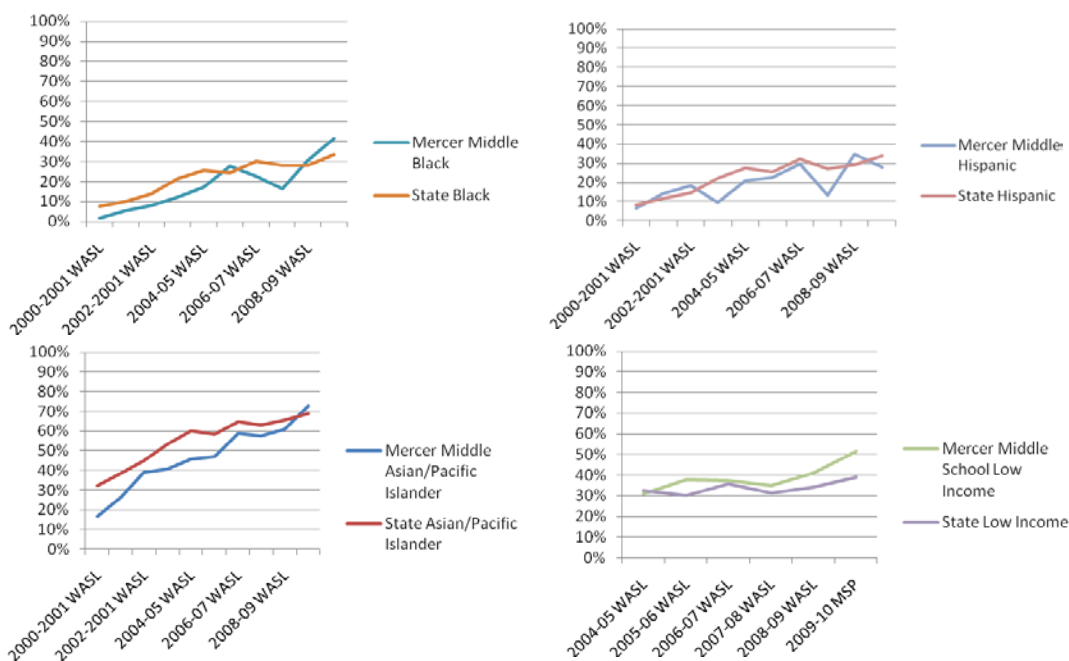 100%
90%
80%
70%
60%
50%
40%
30%
20%
10%
0%
2000-2001 WASL
2002-2001 WASL
2004-05 WASL
2006-07 WASL
2008-09 WASL
Mercer Middle
Black
State Black
100%
90%
80%
70%
60%
50%
40%
30%
20%
10%
0%
2000-2001 WASL
2002-2001 WASL
2004-05 WASL
2006-07 WASL
2008-09 WASL
Mercer Middle
Hispanic
State Hispanic
100%
90%
80%
70%
60%
50%
40%
30%
20%
10%
0%
2000-2001 WASL
2002-2001 WASL
2004-05 WASL
2006-07 WASL
2008-09 WASL
Mercer Middle
Asian/Pacific
Islander
State Asian/Pacific
Islander
100%
90%
80%
70%
60%
50%
40%
30%
20%
10%
0%
2004-05 WASL
2005-06 WASL
2006-07 WASL
2007-08 WASL
2008-09 WASL
2009-10 MSP
Mercer Middle
School Low
Income
State Low Income